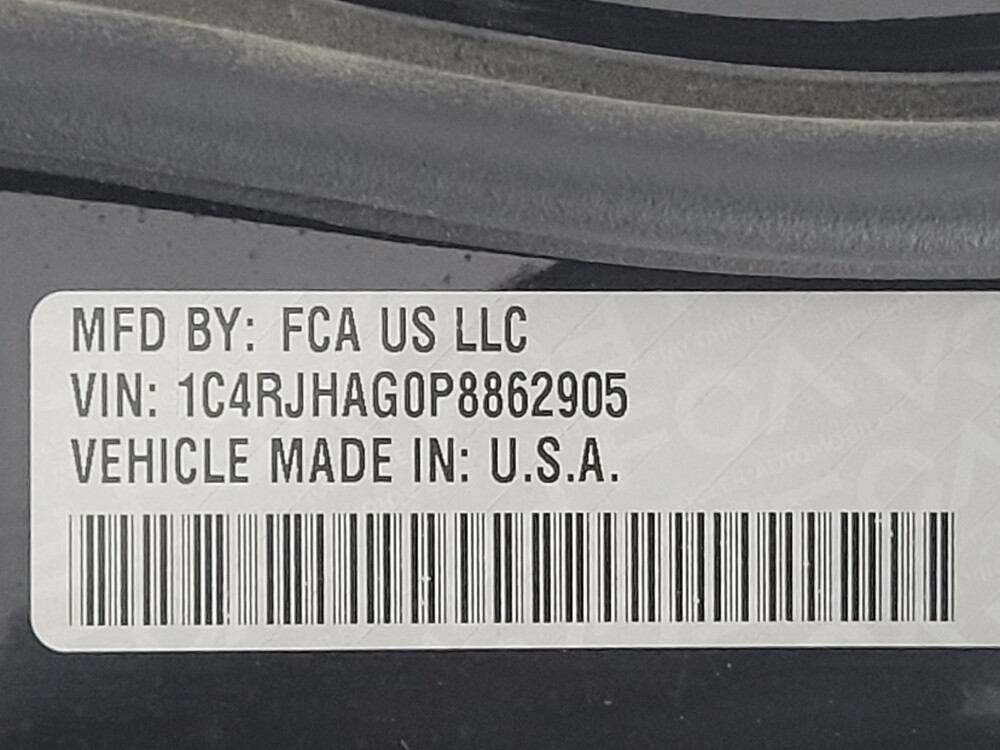 MFD BY: FCA US LLC
VIN: 1C4RJHAG0P8862905
VEHICLE MADE IN: U.S.A.